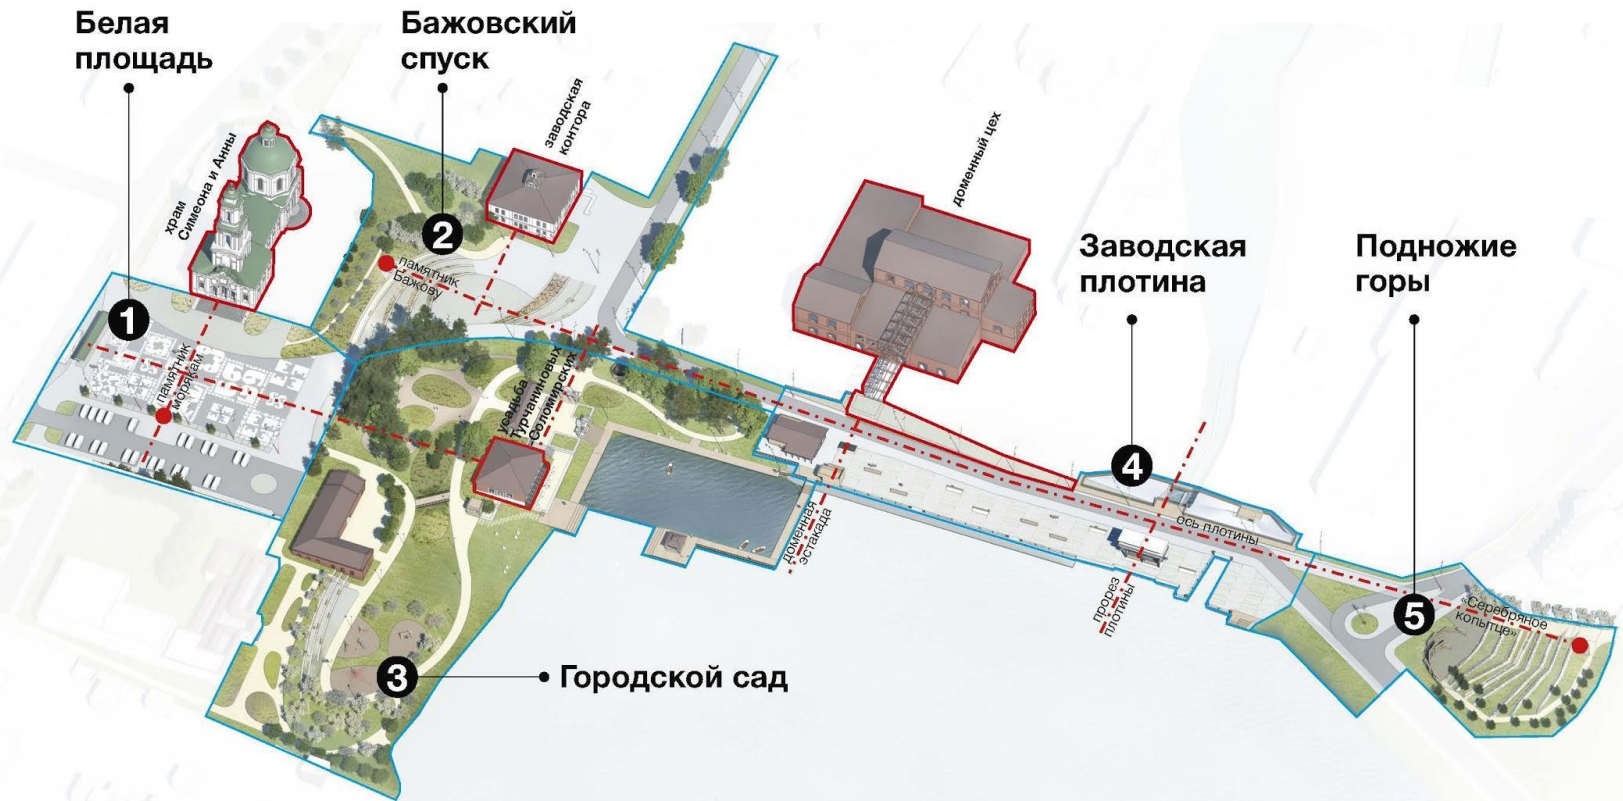 Белая
площадь
Бажовский
спуск
храм
Симеона и Анны
заводская
контора
доменный цех
Заводская
плотина
Подножие
горы
1
2
памятник
Бажову
памятник
морякам
усадьба
Турчаниновых
-Соломирских
4
ось плотины
доменная
эстакада
прорез
плотины
5
«Серебряное
копытце»
3
Городской сад